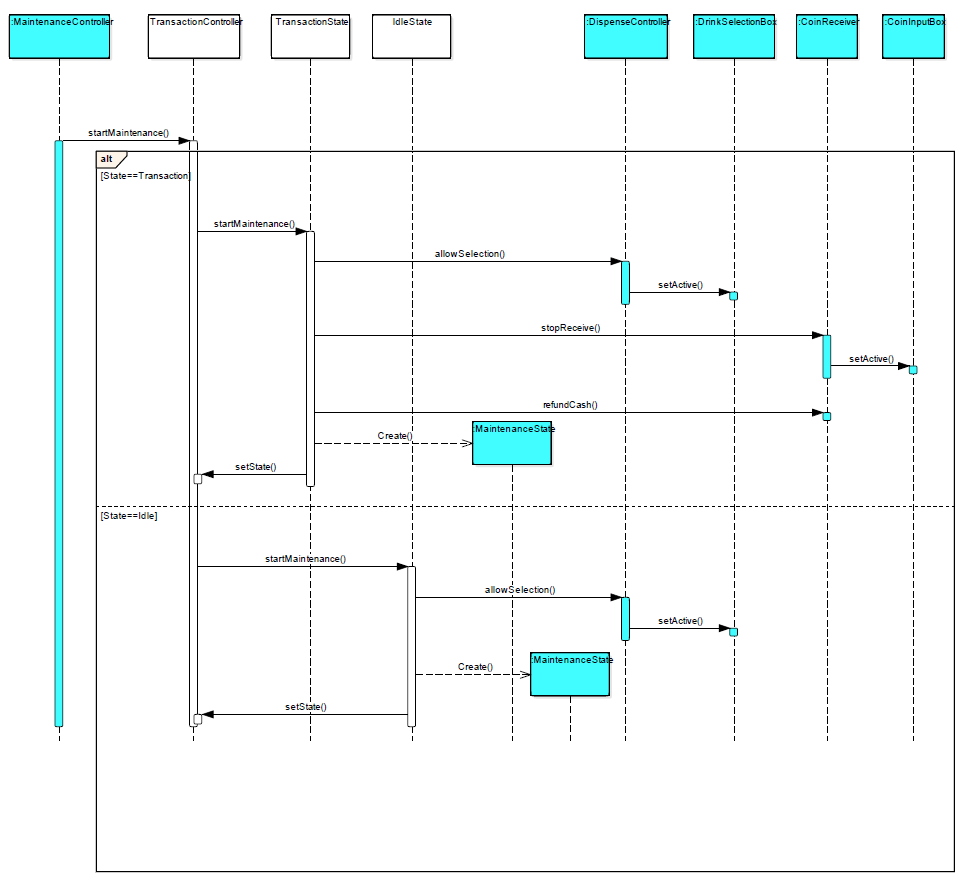 :MaintenanceController
TransactionController
TransactionState
IdleState
:DispenseController
:DrinkSelectionBox
:CoinReceiver
:CoinInputBox
startMaintenance()
alt
[State==Transaction]
startMaintenance()
allowSelection()
setActive()
stopReceive()
setActive()
refundCash()
:MaintenanceState
Create()
setState()
[State==Idle]
startMaintenance()
allowSelection()
setActive()
:MaintenanceState
Create()
setState()